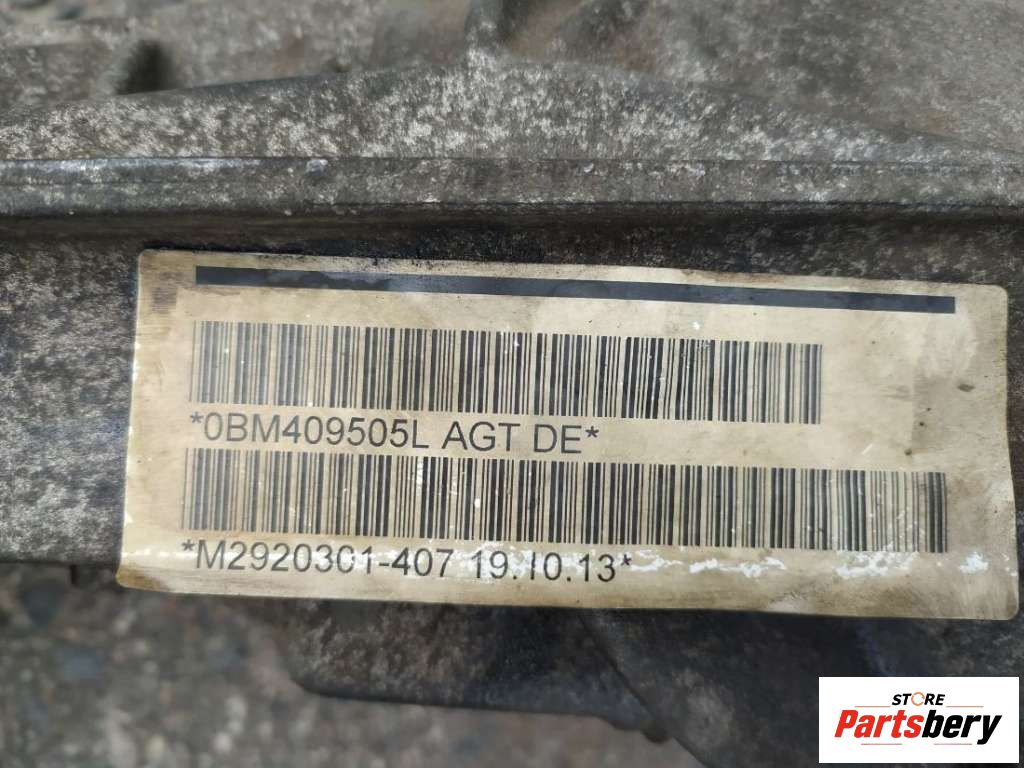 *0BM409505L AGT DE*
*M2920301-407 19.10.13*
STORE
Partsbery